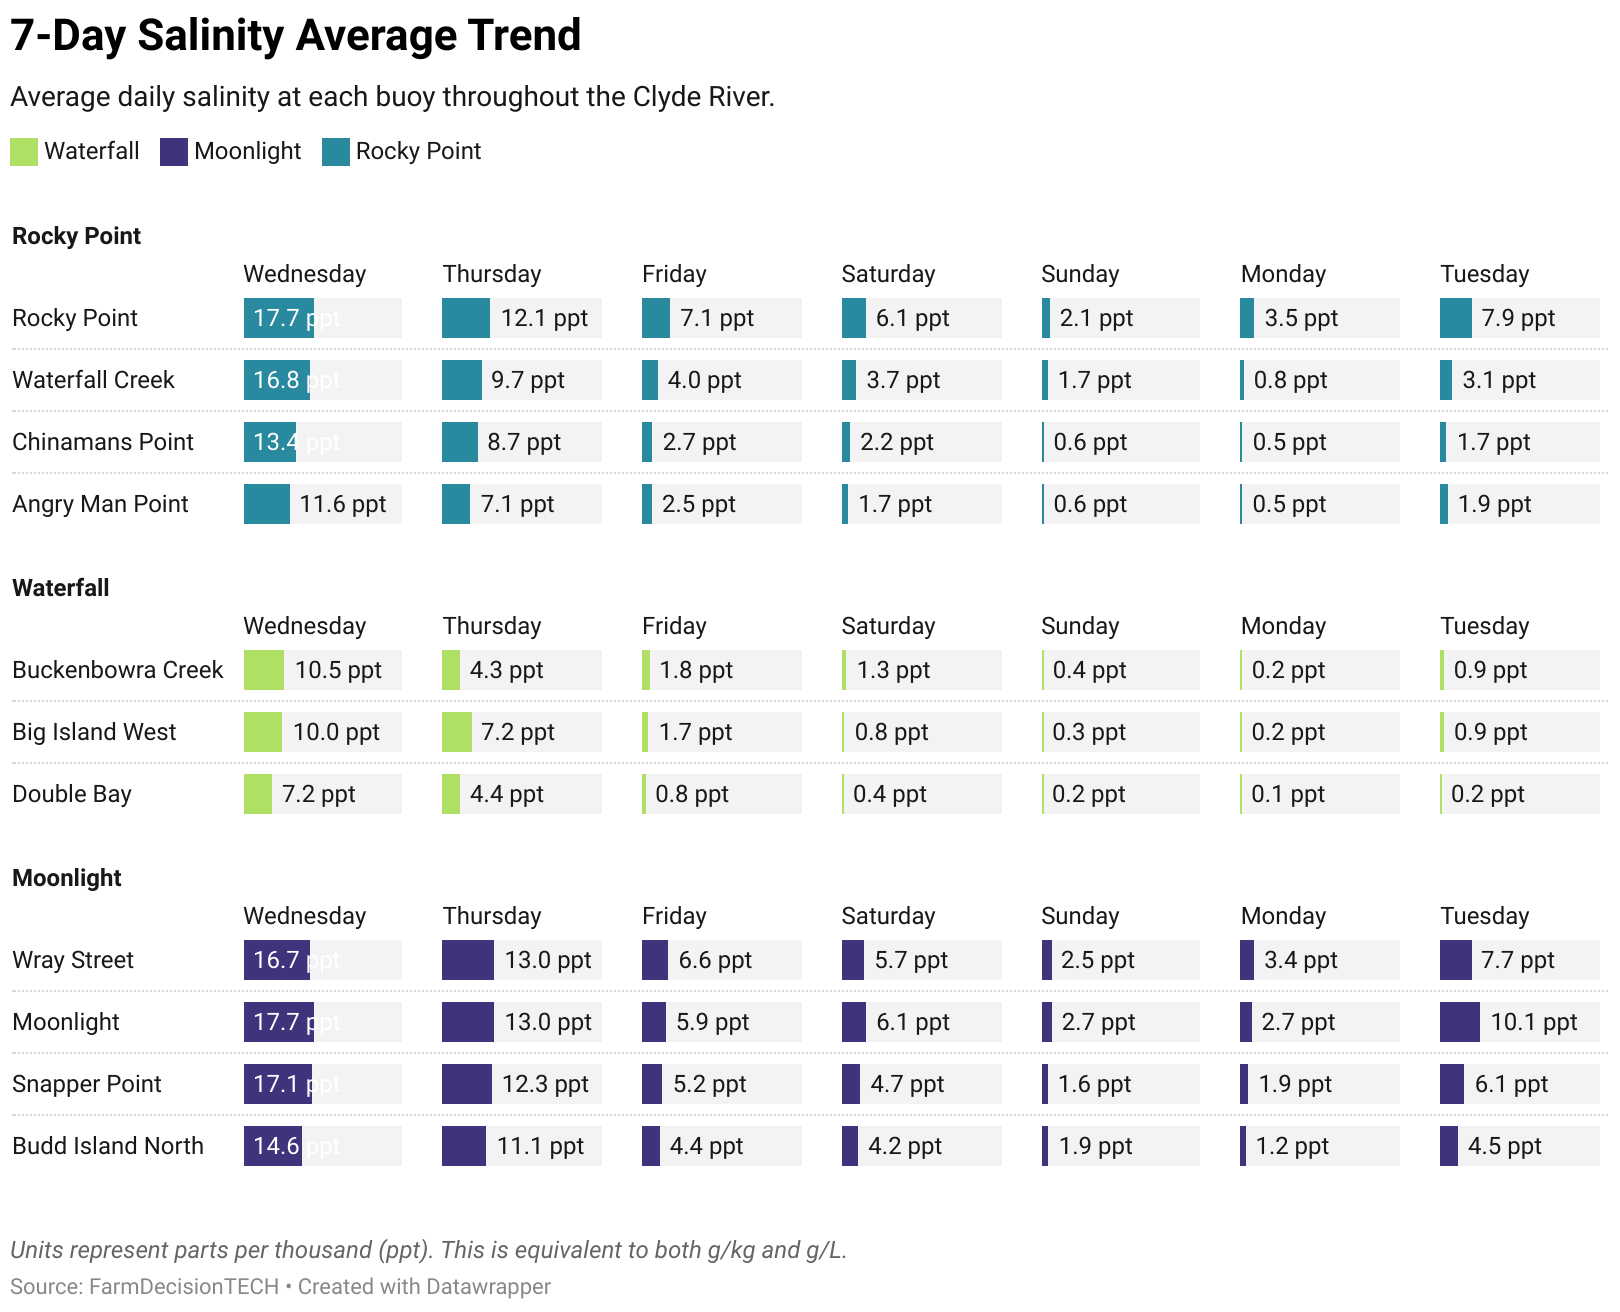 7-Day Salinity Average Trend
Average daily salinity at each buoy throughout the Clyde River.
Waterfall Moonlight Rocky Point
Rocky Point
Wednesday Thursday Friday Saturday Sunday Monday Tuesday
Rocky Point 17.7 ppt 12.1 ppt 7.1 ppt 6.1 ppt 2.1 ppt 3.5 ppt 7.9 ppt
Waterfall Creek 16.8 ppt 9.7 ppt 4.0 ppt 3.7 ppt 1.7 ppt 0.8 ppt 3.1 ppt
Chinamans Point 13.4 ppt 8.7 ppt 2.7 ppt 2.2 ppt 0.6 ppt 0.5 ppt 1.7 ppt
Angry Man Point 11.6 ppt 7.1 ppt 2.5 ppt 1.7 ppt 0.6 ppt 0.5 ppt 1.9 ppt
Waterfall
Wednesday Thursday Friday Saturday Sunday Monday Tuesday
Buckenbowra Creek 10.5 ppt 4.3 ppt 1.8 ppt 1.3 ppt 0.4 ppt 0.2 ppt 0.9 ppt
Big Island West 10.0 ppt 7.2 ppt 1.7 ppt 0.8 ppt 0.3 ppt 0.2 ppt 0.9 ppt
Double Bay 7.2 ppt 4.4 ppt 0.8 ppt 0.4 ppt 0.2 ppt 0.1 ppt 0.2 ppt
Moonlight
Wednesday Thursday Friday Saturday Sunday Monday Tuesday
Wray Street 16.7 ppt 13.0 ppt 6.6 ppt 5.7 ppt 2.5 ppt 3.4 ppt 7.7 ppt
Moonlight 17.7 ppt 13.0 ppt 5.9 ppt 6.1 ppt 2.7 ppt 2.7 ppt 10.1 ppt
Snapper Point 17.1 ppt 12.3 ppt 5.2 ppt 4.7 ppt 1.6 ppt 1.9 ppt 6.1 ppt
Budd Island North 14.6 ppt 11.1 ppt 4.4 ppt 4.2 ppt 1.9 ppt 1.2 ppt 4.5 ppt
Units represent parts per thousand (ppt). This is equivalent to both g/kg and g/L.
Source: FarmDecisionTECH • Created with Datawrapper